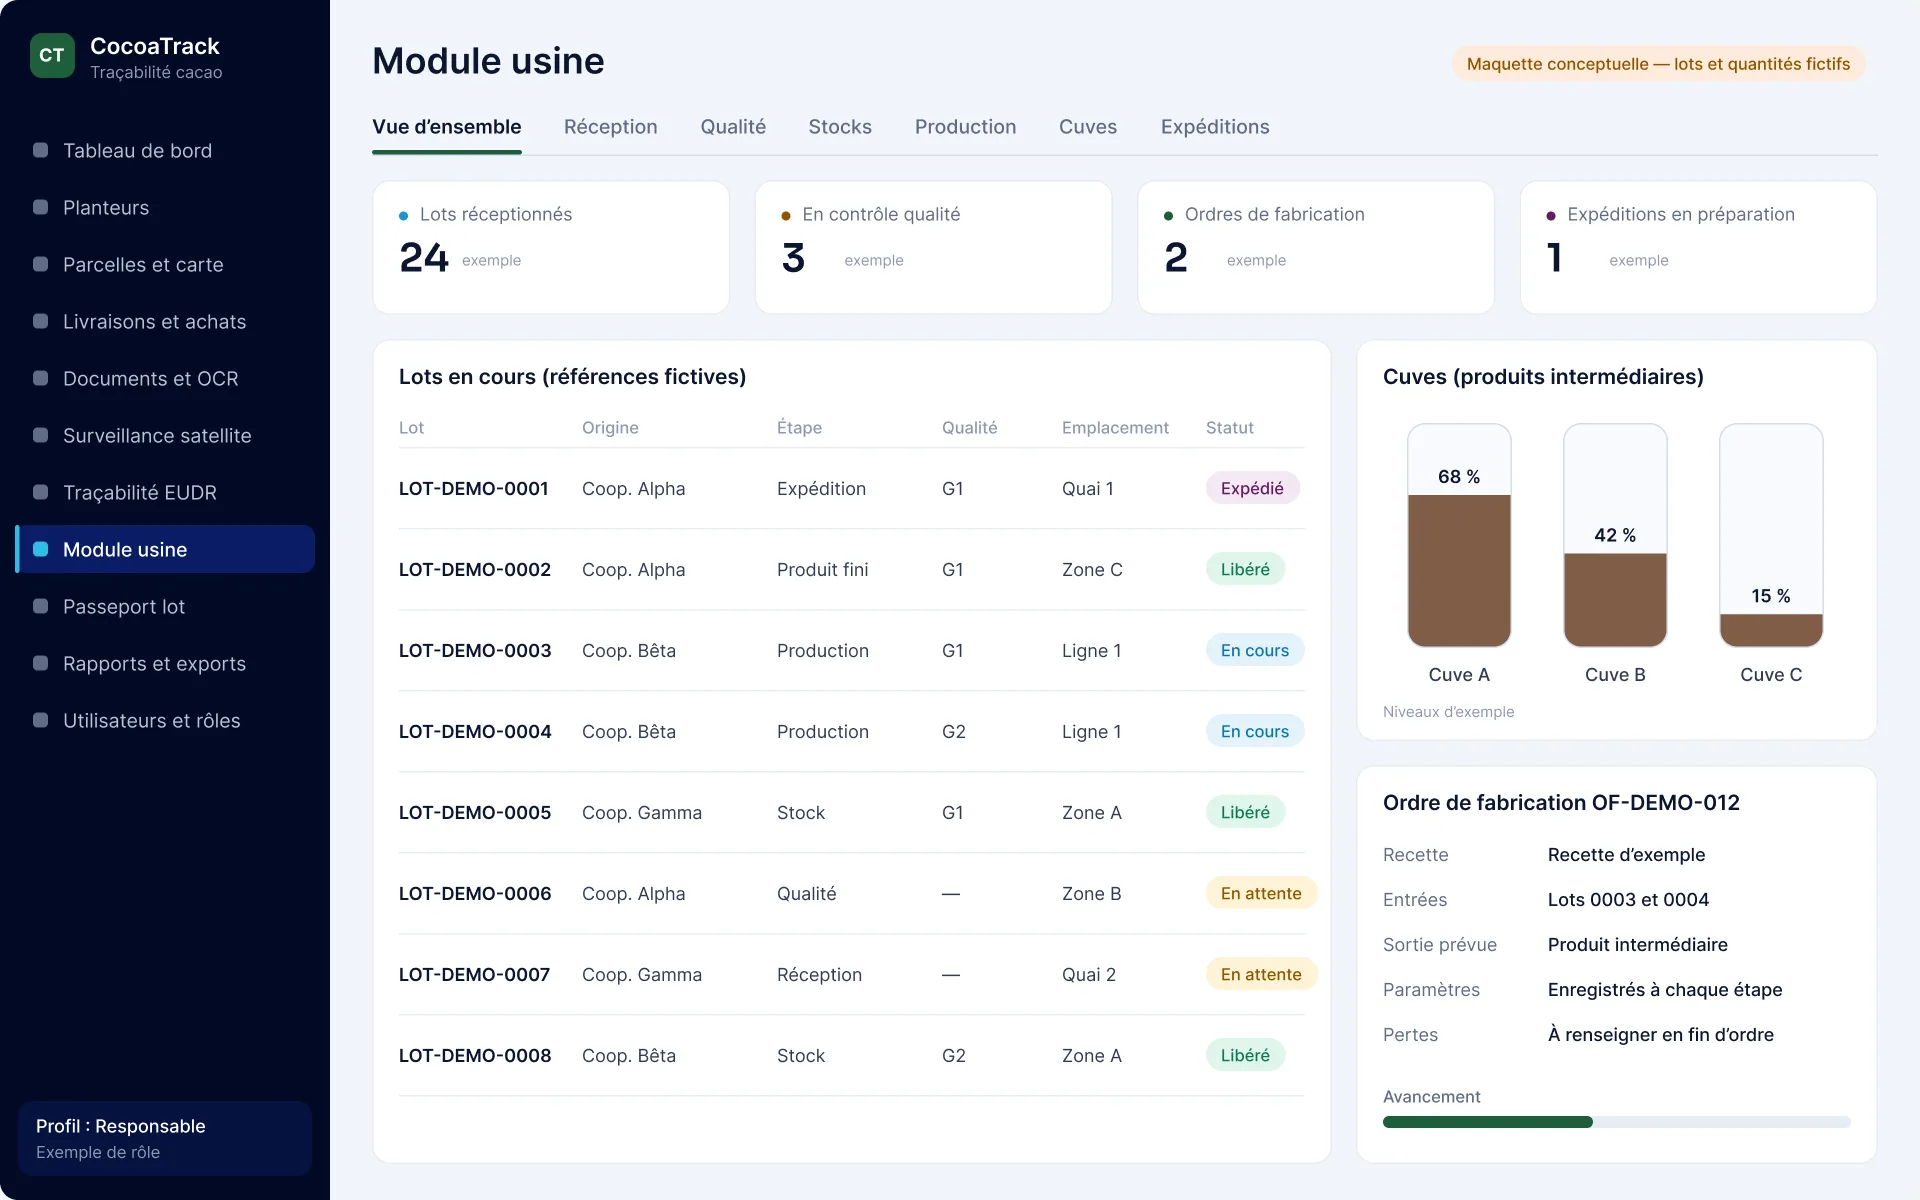 CT
CocoaTrack
Traçabilité cacao
Tableau de bord
Planteurs
Parcelles et carte
Livraisons et achats
Documents et OCR
Surveillance satellite
Traçabilité EUDR
Module usine
Passeport lot
Rapports et exports
Utilisateurs et rôles
Profil : Responsable
Exemple de rôle
Module usine
Maquette conceptuelle — lots et quantités fictifs
Vue d’ensemble Réception Qualité Stocks Production Cuves Expéditions
Lots réceptionnés
24 exemple
En contrôle qualité
3 exemple
Ordres de fabrication
2 exemple
Expéditions en préparation
1 exemple
Lots en cours (références fictives)
Lot Origine Étape Qualité Emplacement Statut
LOT-DEMO-0001 Coop. Alpha Expédition G1 Quai 1 Expédié
LOT-DEMO-0002 Coop. Alpha Produit fini G1 Zone C Libéré
LOT-DEMO-0003 Coop. Bêta Production G1 Ligne 1 En cours
LOT-DEMO-0004 Coop. Bêta Production G2 Ligne 1 En cours
LOT-DEMO-0005 Coop. Gamma Stock G1 Zone A Libéré
LOT-DEMO-0006 Coop. Alpha Qualité — Zone B En attente
LOT-DEMO-0007 Coop. Gamma Réception — Quai 2 En attente
LOT-DEMO-0008 Coop. Bêta Stock G2 Zone A Libéré
Cuves (produits intermédiaires)
68 %
42 %
15 %
Cuve A Cuve B Cuve C
Niveaux d’exemple
Ordre de fabrication OF-DEMO-012
Recette Recette d’exemple
Entrées Lots 0003 et 0004
Sortie prévue Produit intermédiaire
Paramètres Enregistrés à chaque étape
Pertes À renseigner en fin d’ordre
Avancement